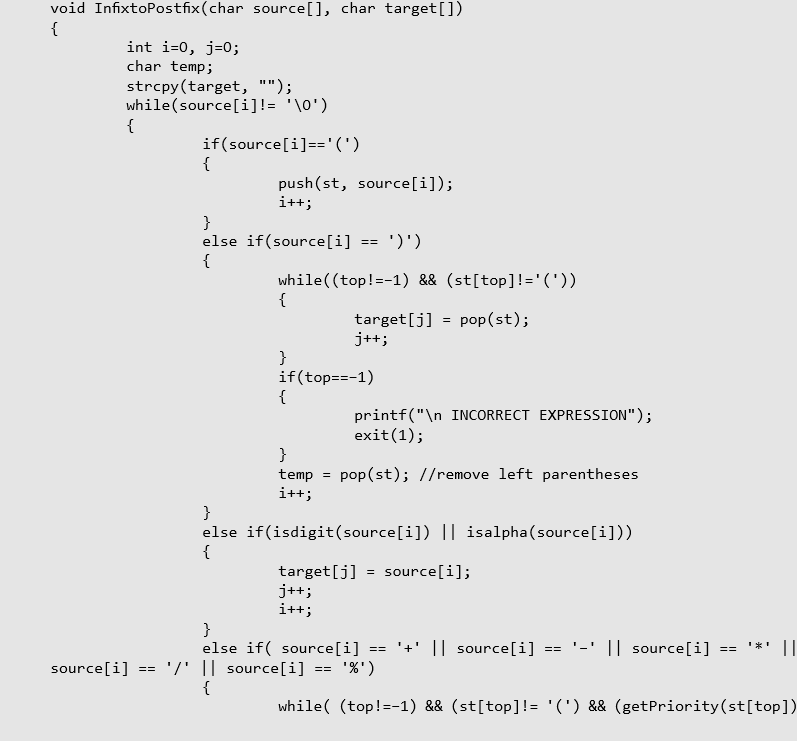 void InfixtoPostfix(char source[], char target[])
{
int i=0, j=0;
char temp;
strcpy(target, "");
while(source[i]!= '\0')
{
if(source[i]=='(')
{
push(st, source[i]);
i++;
}
else if(source[i] == ')')
{
while((top!=–1) && (st[top]!='('))
{
target[j] = pop(st);
j++;
}
if(top==–1)
{
printf("\n INCORRECT EXPRESSION");
exit(1);
}
temp = pop(st); //remove left parentheses
i++;
}
else if(isdigit(source[i]) || isalpha(source[i]))
{
target[j] = source[i];
j++;
i++;
}
else if( source[i] == '+' || source[i] == '–' || source[i] == '*' ||
source[i] == '/' || source[i] == '%')
{
while( (top!=–1) && (st[top]!= '(') && (getPriority(st[top])